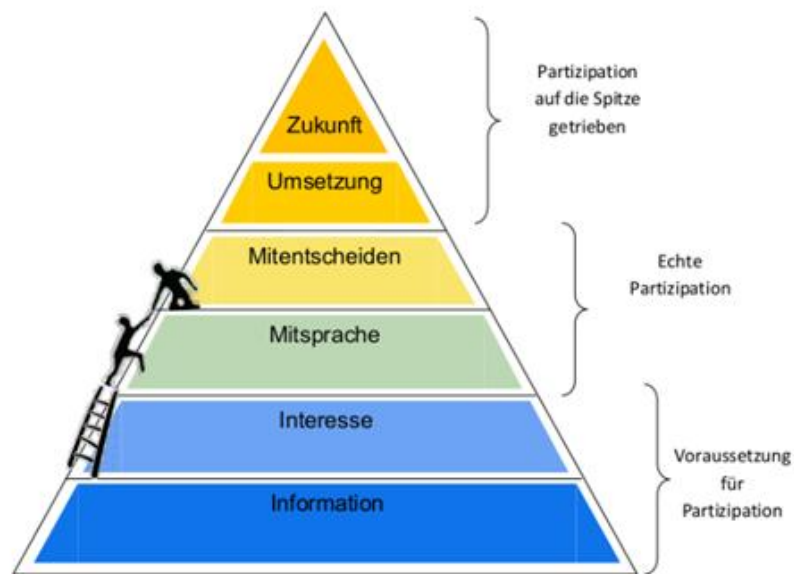 Zukunft
Umsetzung
Mitentscheiden
Mitsprache
Interesse
Information
Partizipation
auf die Spitze
getrieben
Echte
Partizipation
Voraussetzung
für
Partizipation